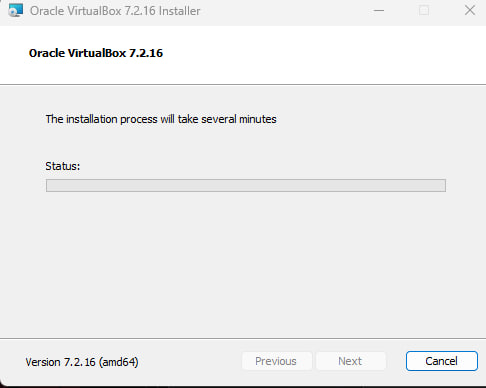 Oracle VirtualBox 7.2.16 Installer
Oracle VirtualBox 7.2.16
The installation process will take several minutes
Status:
Version 7.2.16 (amd64)
Previous
Next
Cancel